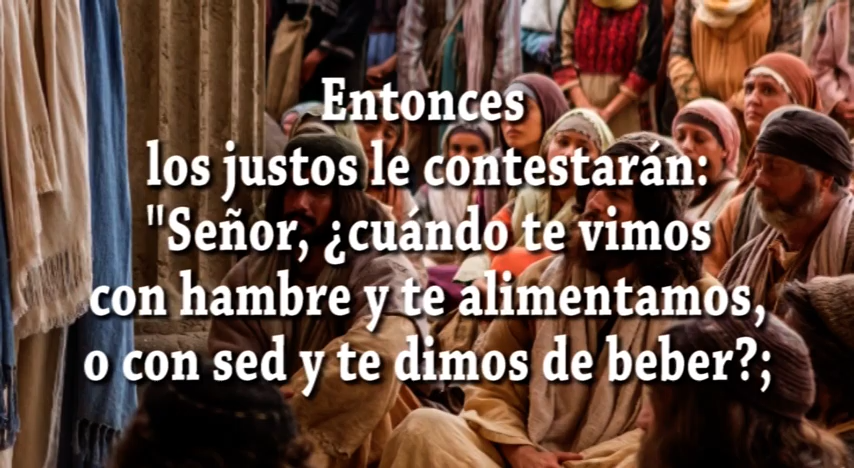 Entonces
los justos le contestarán:
"Señor, ¿cuándo te vimos
con hambre y te alimentamos,
o con sed y te dimos de beber?;